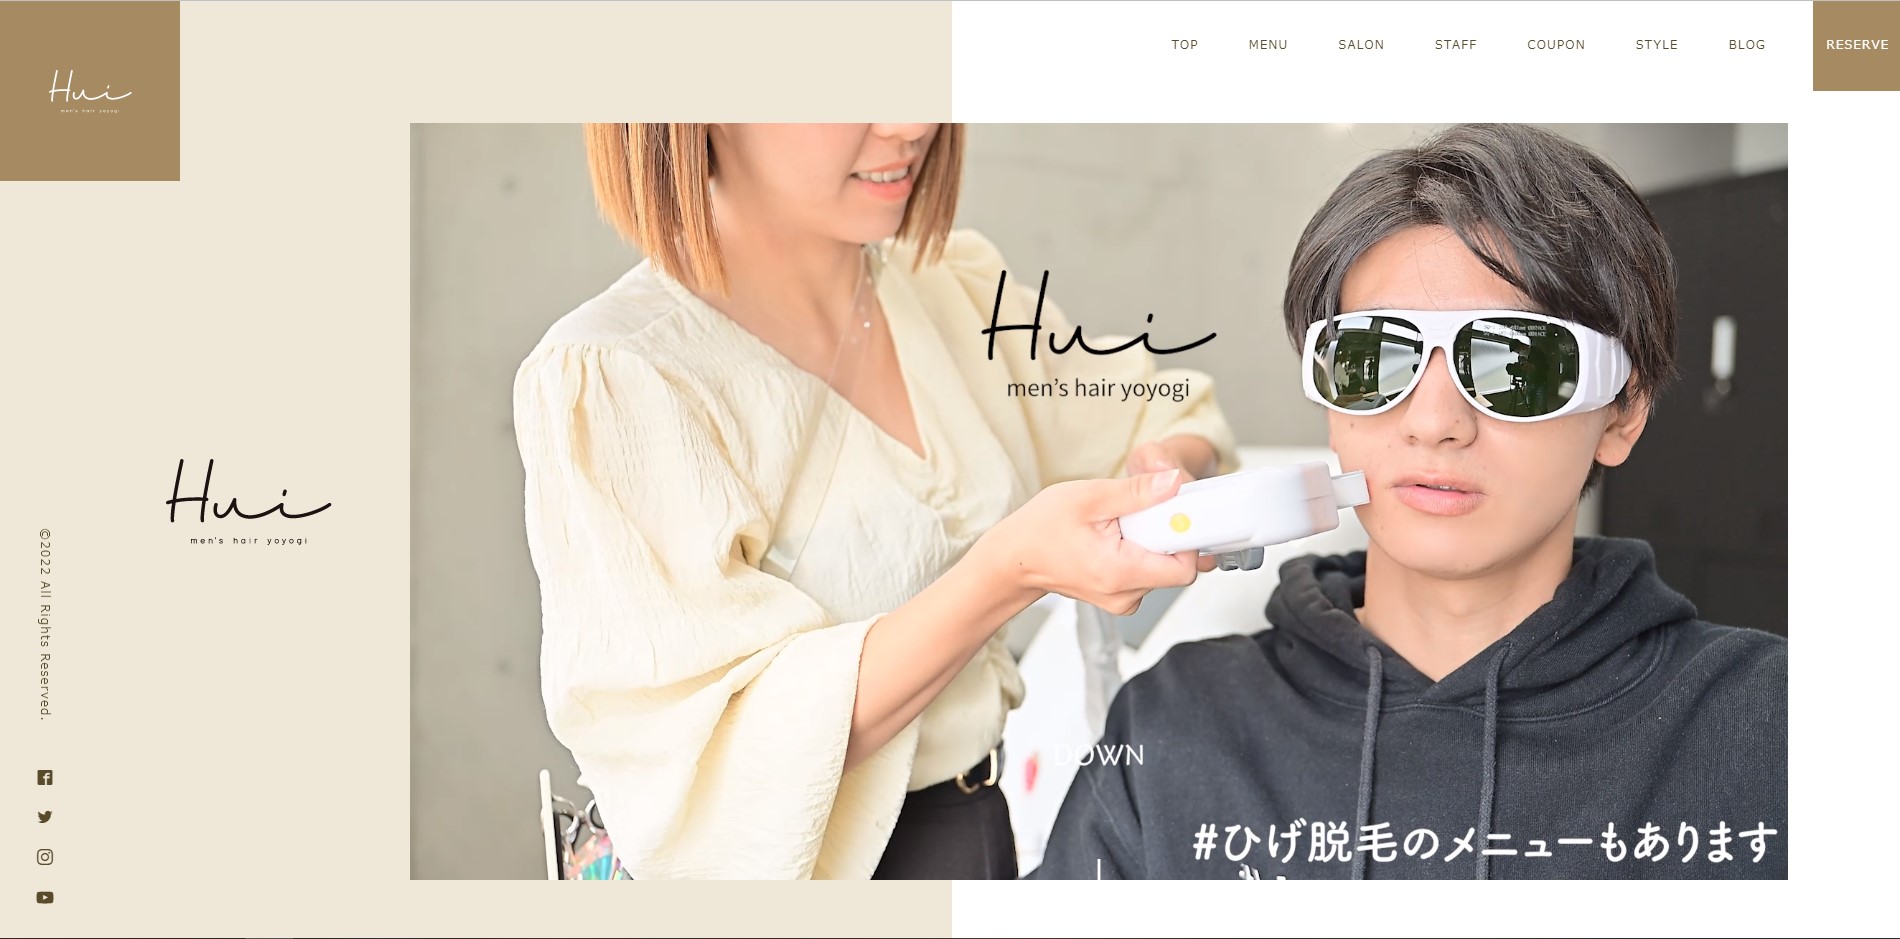 Hui
men's hair yoyogi
TOP
MENU
SALON
STAFF
COUPON
STYLE
BLOG
RESERVE
Hui
men's hair yoyogi
Hui
men's hair yoyogi
©2022 All Rights Reserved.
DOWN
#ひげ脱毛のメニューもあります